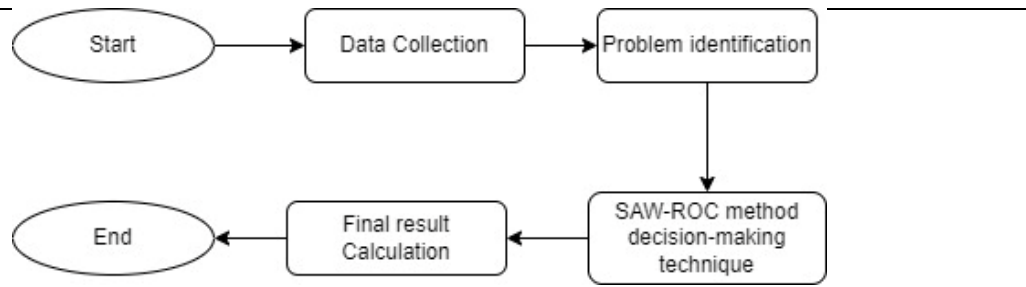 Start
Data Collection
Problem identification
SAW-ROC method
decision-making
technique
Final result
Calculation
End